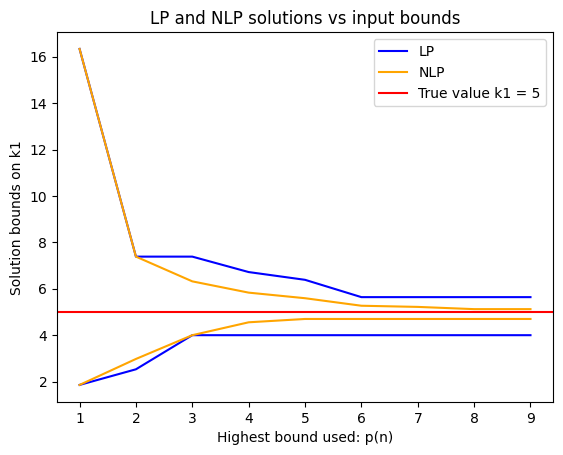 LP and NLP solutions vs input bounds
LP
NLP
True value k1 = 5
Solution bounds on k1
16
14
12
10
8
6
4
2
1 2 3 4 5 6 7 8 9
Highest bound used: p(n)